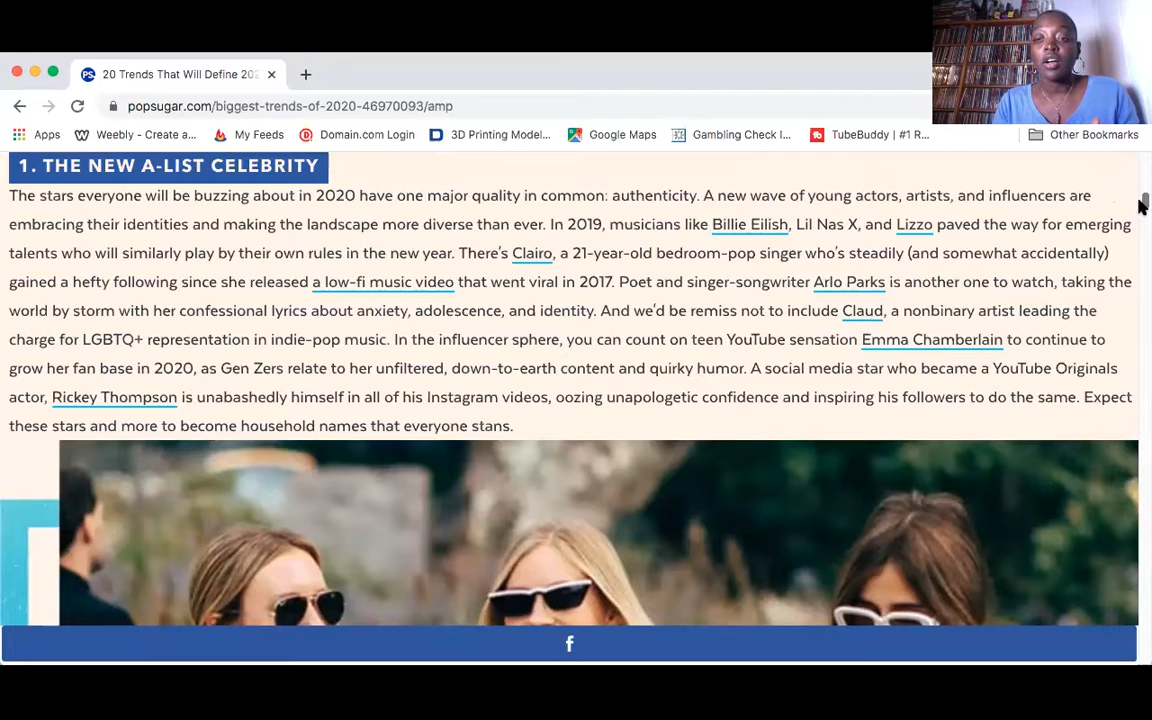 PS 20 Trends That Will Define 202
popsugar.com/biggest-trends-of-2020-46970093/amp
Apps Weebly - Create a... My Feeds Domain.com Login 3D Printing Model... Google Maps Gambling Check I... TubeBuddy | #1 R... Other Bookmarks
1. THE NEW A-LIST CELEBRITY
The stars everyone will be buzzing about in 2020 have one major quality in common: authenticity. A new wave of young actors, artists, and influencers are
embracing their identities and making the landscape more diverse than ever. In 2019, musicians like Billie Eilish, Lil Nas X, and Lizzo paved the way for emerging
talents who will similarly play by their own rules in the new year. There's Clairo, a 21-year-old bedroom-pop singer who's steadily (and somewhat accidentally)
gained a hefty following since she released a low-fi music video that went viral in 2017. Poet and singer-songwriter Arlo Parks is another one to watch, taking the
world by storm with her confessional lyrics about anxiety, adolescence, and identity. And we'd be remiss not to include Claud, a nonbinary artist leading the
charge for LGBTQ+ representation in indie-pop music. In the influencer sphere, you can count on teen YouTube sensation Emma Chamberlain to continue to
grow her fan base in 2020, as Gen Zers relate to her unfiltered, down-to-earth content and quirky humor. A social media star who became a YouTube Originals
actor, Rickey Thompson is unabashedly himself in all of his Instagram videos, oozing unapologetic confidence and inspiring his followers to do the same. Expect
these stars and more to become household names that everyone stans.
f